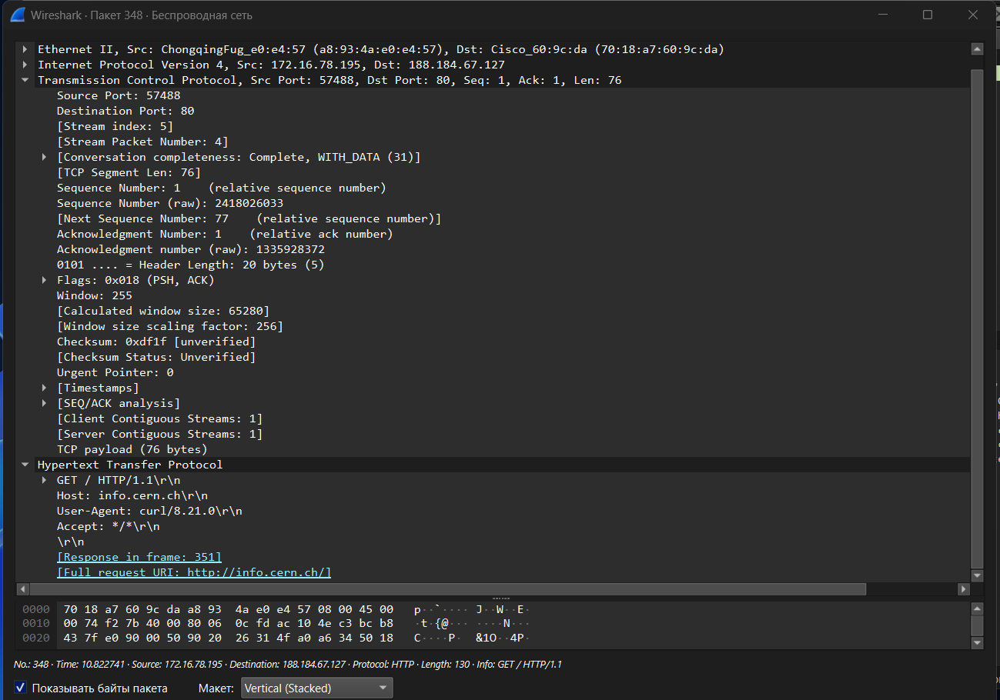 Wireshark · Пакет 348 · Беспроводная сеть
Ethernet II, Src: ChongqingFug_e0:e4:57 (a8:93:4a:e0:e4:57), Dst: Cisco_60:9c:da (70:18:a7:60:9c:da)
Internet Protocol Version 4, Src: 172.16.78.195, Dst: 188.184.67.127
Transmission Control Protocol, Src Port: 57488, Dst Port: 80, Seq: 1, Ack: 1, Len: 76
Source Port: 57488
Destination Port: 80
[Stream index: 5]
[Stream Packet Number: 4]
[Conversation completeness: Complete, WITH_DATA (31)]
[TCP Segment Len: 76]
Sequence Number: 1    (relative sequence number)
Sequence Number (raw): 2418026033
[Next Sequence Number: 77    (relative sequence number)]
Acknowledgment Number: 1    (relative ack number)
Acknowledgment number (raw): 1335928372
0101 .... = Header Length: 20 bytes (5)
Flags: 0x018 (PSH, ACK)
Window: 255
[Calculated window size: 65280]
[Window size scaling factor: 256]
Checksum: 0xdf1f [unverified]
[Checksum Status: Unverified]
Urgent Pointer: 0
[Timestamps]
[SEQ/ACK analysis]
[Client Contiguous Streams: 1]
[Server Contiguous Streams: 1]
TCP payload (76 bytes)
Hypertext Transfer Protocol
GET / HTTP/1.1\r\n
Host: info.cern.ch\r\n
User-Agent: curl/8.21.0\r\n
Accept: */*\r\n
\r\n
[Response in frame: 351]
[Full request URI: http://info.cern.ch/]
0000 70 18 a7 60 9c da a8 93 4a e0 e4 57 08 00 45 00 p··`···· J··W··E·
0010 00 74 f2 7b 40 00 80 06 0c fd ac 10 4e c3 bc b8 ·t·{@··· ····N···
0020 43 7f e0 90 00 50 90 20 26 31 4f a0 a6 34 50 18 C····P·  &1O··4P·
No.: 348 · Time: 10.822741 · Source: 172.16.78.195 · Destination: 188.184.67.127 · Protocol: HTTP · Length: 130 · Info: GET / HTTP/1.1
Показывать байты пакета Макет: Vertical (Stacked)